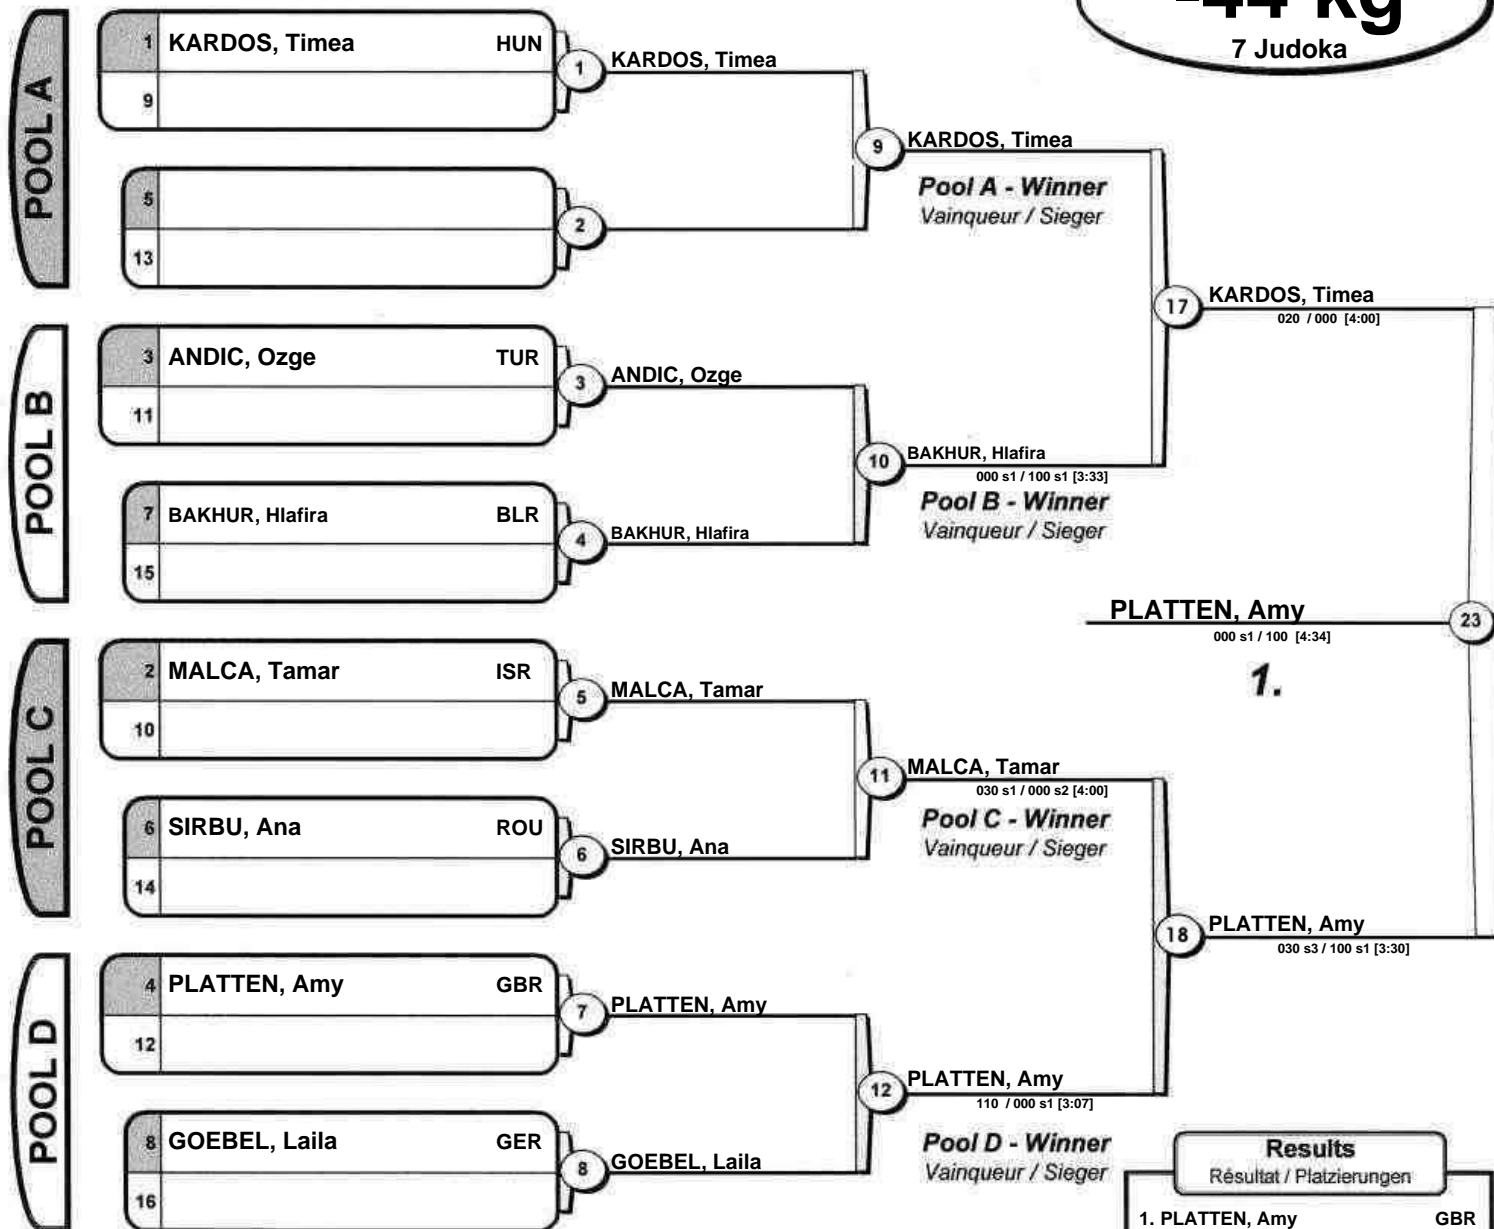 -44 kg
7 Judoka
POOL A
1 KARDOS, Timea HUN
9
5
13
1 KARDOS, Timea
2
9 KARDOS, Timea
Pool A - Winner
Vainqueur / Sieger
POOL B
3 ANDIC, Ozge TUR
11
7 BAKHUR, Hlafira BLR
15
3 ANDIC, Ozge
4 BAKHUR, Hlafira
10 BAKHUR, Hlafira
000 s1 / 100 s1 [3:33]
Pool B - Winner
Vainqueur / Sieger
17 KARDOS, Timea
020 / 000 [4:00]
POOL C
2 MALCA, Tamar ISR
10
6 SIRBU, Ana ROU
14
5 MALCA, Tamar
6 SIRBU, Ana
11 MALCA, Tamar
030 s1 / 000 s2 [4:00]
Pool C - Winner
Vainqueur / Sieger
POOL D
4 PLATTEN, Amy GBR
12
8 GOEBEL, Laila GER
16
7 PLATTEN, Amy
8 GOEBEL, Laila
12 PLATTEN, Amy
110 / 000 s1 [3:07]
Pool D - Winner
Vainqueur / Sieger
18 PLATTEN, Amy
030 s3 / 100 s1 [3:30]
PLATTEN, Amy 23
000 s1 / 100 [4:34]
1.
Results
Résultat / Platzierungen
1. PLATTEN, Amy GBR